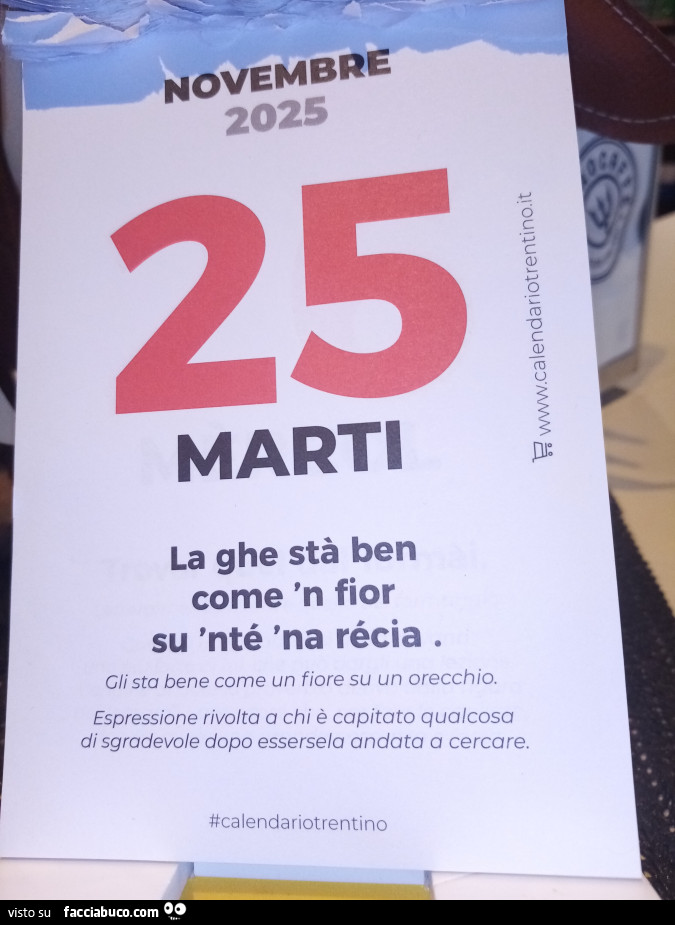 NOVEMBRE
2025
25
MARTI
www.calendariotrentino.it
La ghe stà ben
come ’n fior
su ’nté ’na récia .
Gli sta bene come un fiore su un orecchio.
Espressione rivolta a chi è capitato qualcosa
di sgradevole dopo essersela andata a cercare.
#calendariotrentino
visto su facciabuco.com